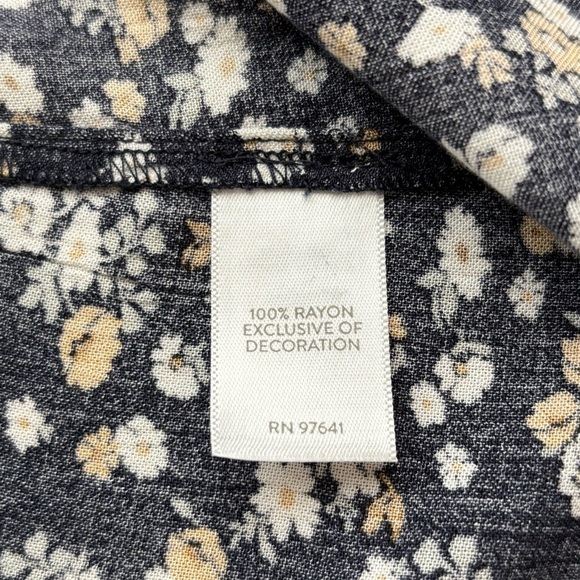 100% RAYON
EXCLUSIVE OF
DECORATION
RN 97641